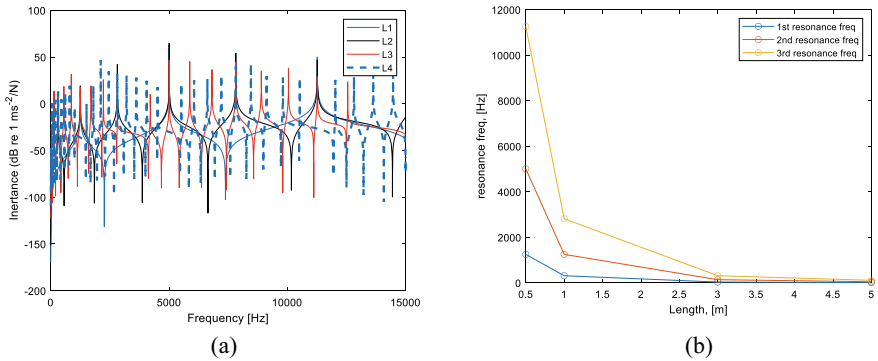 100
50
0
-50
-100
-150
-200
Inertance (dB re 1 ms⁻²/N)
L1
L2
L3
L4
0 5000 10000 15000
Frequency [Hz]
(a)
12000
10000
8000
6000
4000
2000
0
resonance freq, [Hz]
1st resonance freq
2nd resonance freq
3rd resonance freq
0.5 1 1.5 2 2.5 3 3.5 4 4.5 5
Length, [m]
(b)